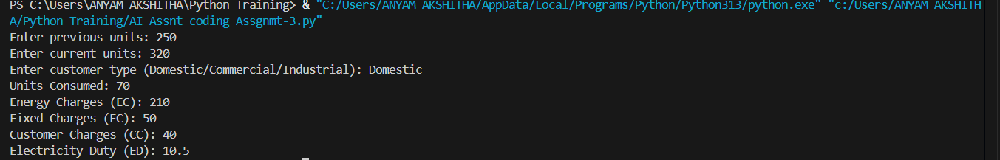 PS C:\Users\ANYAM AKSHITHA\Python Training> & "C:/Users/ANYAM AKSHITHA/AppData/Local/Programs/Python/Python313/python.exe" "c:/Users/ANYAM AKSHITH
A/Python Training/AI Assnt coding Assgnmt-3.py"
Enter previous units: 250
Enter current units: 320
Enter customer type (Domestic/Commercial/Industrial): Domestic
Units Consumed: 70
Energy Charges (EC): 210
Fixed Charges (FC): 50
Customer Charges (CC): 40
Electricity Duty (ED): 10.5